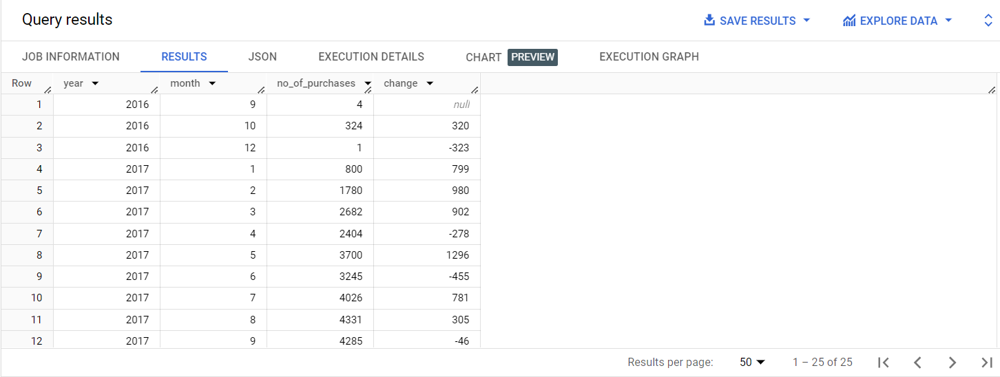 Query results SAVE RESULTS EXPLORE DATA
JOB INFORMATION RESULTS JSON EXECUTION DETAILS CHART PREVIEW EXECUTION GRAPH
Row year month no_of_purchases change
1 2016 9 4 null
2 2016 10 324 320
3 2016 12 1 -323
4 2017 1 800 799
5 2017 2 1780 980
6 2017 3 2682 902
7 2017 4 2404 -278
8 2017 5 3700 1296
9 2017 6 3245 -455
10 2017 7 4026 781
11 2017 8 4331 305
12 2017 9 4285 -46
Results per page: 50 1 – 25 of 25